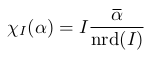 χ_I(α) = I \frac{\overline{α}}{nrd(I)}